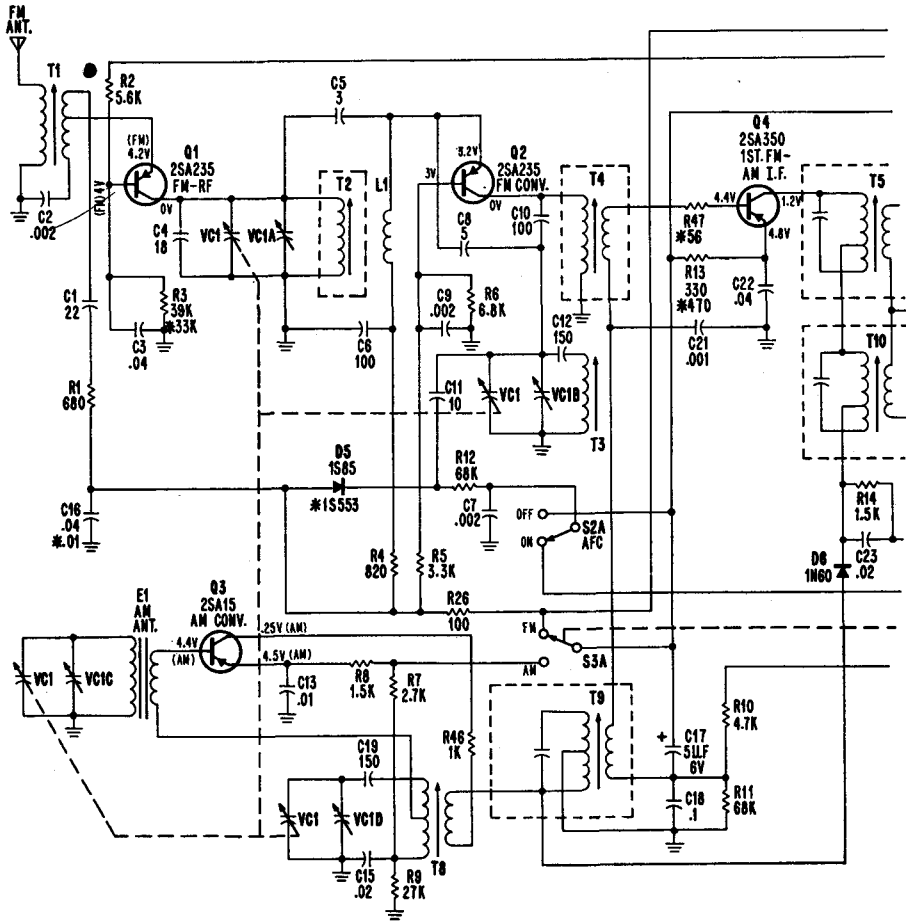 FM
ANT.
T1
R2
5.6K
C5
3
Q1
2SA235
FM-RF
(FM)
4.2V
(FM).4V
0V
C2
.002
C4
18
VC1
VC1A
T2
L1
3.2V
Q2
2SA235
FM CONV.
3V
0V
C8
5
C10
100
T4
Q4
2SA350
1ST. FM-
AM I.F.
4.4V
1.2V
4.8V
R47
*56
R13
330
*470
C22
.04
C21
.001
T5
T10
C1
22
R3
39K
*33K
C3
.04
C6
100
C9
.002
R6
6.8K
C12
150
C11
10
VC1
VC1B
T3
R1
680
D5
1S85
*1S553
R12
68K
C7
.002
OFF
ON
S2A
AFC
R14
1.5K
C23
.02
D6
1N60
C16
.04
*.01
R4
820
R5
3.3K
R26
100
E1
AM
ANT.
Q3
2SA15
AM CONV.
4.4V
(AM)
.25V (AM)
4.5V (AM)
FM
AM
S3A
VC1
VC1C
C13
.01
R8
1.5K
R7
2.7K
R46
1K
T9
C17
5UF
6V
+
R10
4.7K
C18
.1
R11
68K
C19
150
VC1
VC1D
C15
.02
R9
27K
T8